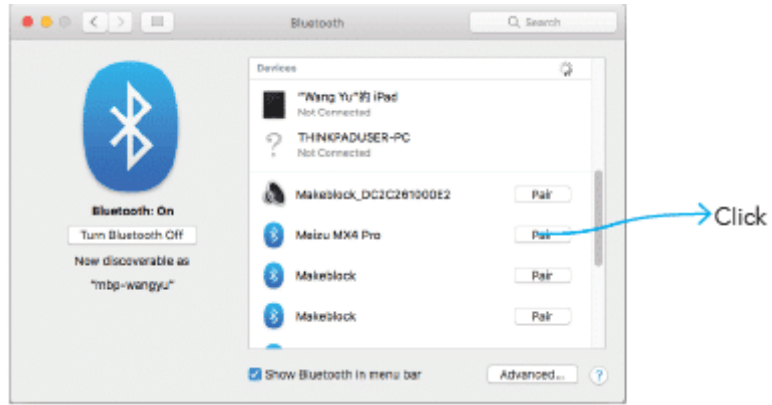 Bluetooth
Search
Devices
"Wang Yu"的 iPad
Not Connected
THINKPADUSER-PC
Not Connected
Makeblock_DC2C261000E2
Pair
Meizu MX4 Pro
Pair
Click
Makeblock
Pair
Makeblock
Pair
Bluetooth: On
Turn Bluetooth Off
Now discoverable as
"mbp-wangyu"
Show Bluetooth in menu bar
Advanced...
?